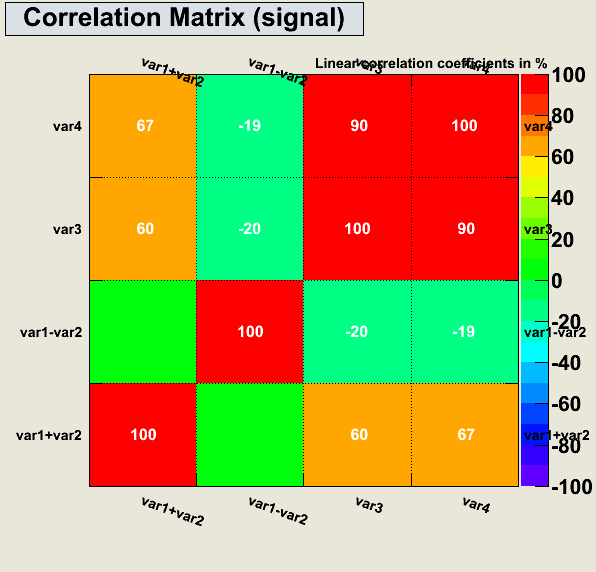 Correlation Matrix (signal)
Linear correlation coefficients in %
var1+var2 var1-var2 var3 var4
100
var4 67 -19 90 100 var4
80
60
40
var3 60 -20 100 90 var3
20
0
-20
var1-var2 100 -20 -19 var1-var2
-40
-60
var1+var2 100 60 67 var1+var2
-80
-100
var1+var2 var1-var2 var3 var4